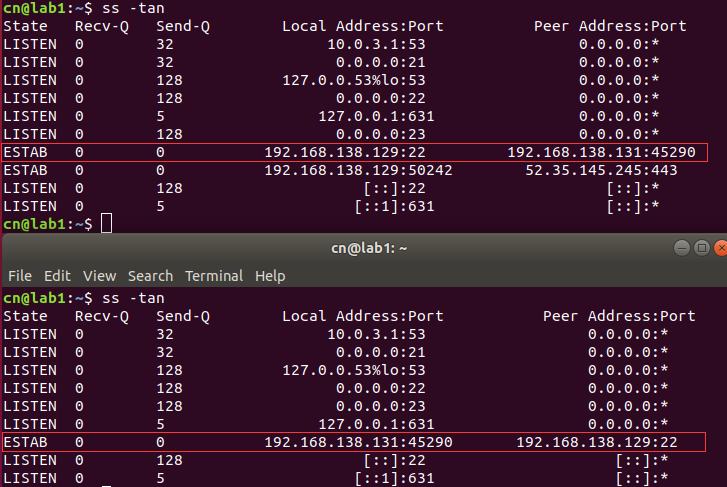 cn@lab1:~$ ss -tan
State Recv-Q Send-Q Local Address:Port Peer Address:Port
LISTEN 0 32 10.0.3.1:53 0.0.0.0:*
LISTEN 0 32 0.0.0.0:21 0.0.0.0:*
LISTEN 0 128 127.0.0.53%lo:53 0.0.0.0:*
LISTEN 0 128 0.0.0.0:22 0.0.0.0:*
LISTEN 0 5 127.0.0.1:631 0.0.0.0:*
LISTEN 0 128 0.0.0.0:23 0.0.0.0:*
ESTAB 0 0 192.168.138.129:22 192.168.138.131:45290
ESTAB 0 0 192.168.138.129:50242 52.35.145.245:443
LISTEN 0 128 [::]:22 [::]:*
LISTEN 0 5 [::1]:631 [::]:*
cn@lab1:~$
cn@lab1: ~
File Edit View Search Terminal Help
cn@lab1:~$ ss -tan
State Recv-Q Send-Q Local Address:Port Peer Address:Port
LISTEN 0 32 10.0.3.1:53 0.0.0.0:*
LISTEN 0 32 0.0.0.0:21 0.0.0.0:*
LISTEN 0 128 127.0.0.53%lo:53 0.0.0.0:*
LISTEN 0 128 0.0.0.0:22 0.0.0.0:*
LISTEN 0 128 0.0.0.0:23 0.0.0.0:*
LISTEN 0 5 127.0.0.1:631 0.0.0.0:*
ESTAB 0 0 192.168.138.131:45290 192.168.138.129:22
LISTEN 0 128 [::]:22 [::]:*
LISTEN 0 5 [::1]:631 [::]:*